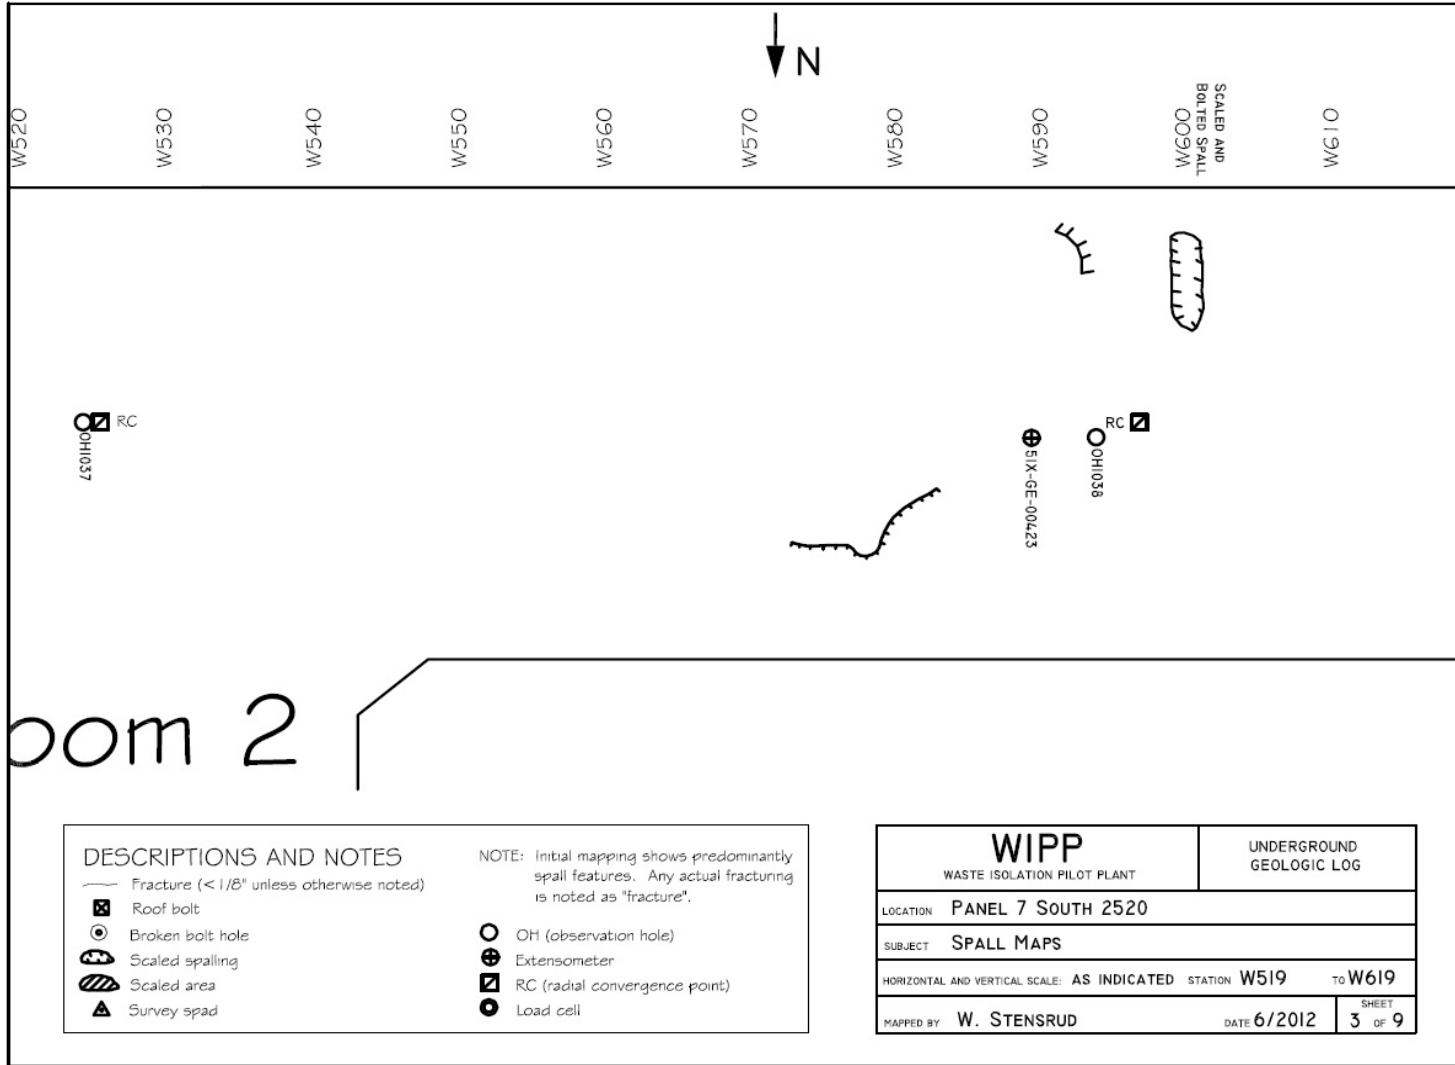 N
W520
W530
W540
W550
W560
W570
W580
W590
W600
SCALED AND
BOLTED SPALL
W610
RC
OH1037
RC
OH1038
51X-GE-00423
oom 2
DESCRIPTIONS AND NOTES
Fracture (<1/8" unless otherwise noted)
Roof bolt
Broken bolt hole
Scaled spalling
Scaled area
Survey spad
NOTE: Initial mapping shows predominantly
spall features. Any actual fracturing
is noted as "fracture".
OH (observation hole)
Extensometer
RC (radial convergence point)
Load cell
WIPP
WASTE ISOLATION PILOT PLANT
UNDERGROUND
GEOLOGIC LOG
LOCATION PANEL 7 SOUTH 2520
SUBJECT SPALL MAPS
HORIZONTAL AND VERTICAL SCALE: AS INDICATED STATION W519 TO W619
MAPPED BY W. STENSRUD DATE 6/2012
SHEET
3 OF 9